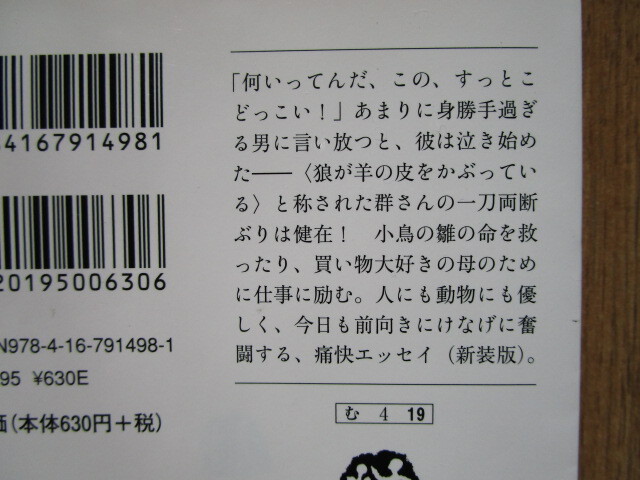 4167914981
20195006306
N978-4-16-791498-1
95 ¥630E
価(本体630円+税)
「何いってんだ、この、すっとこ
どっこい！」あまりに身勝手過ぎ
る男に言い放つと、彼は泣き始め
た――〈狼が羊の皮をかぶってい
る〉と称された群さんの一刀両断
ぶりは健在！　小鳥の雛の命を救
ったり、買い物大好きの母のため
に仕事に励む。人にも動物にも優
しく、今日も前向きにけなげに奮
闘する、痛快エッセイ（新装版）。
む 4 19